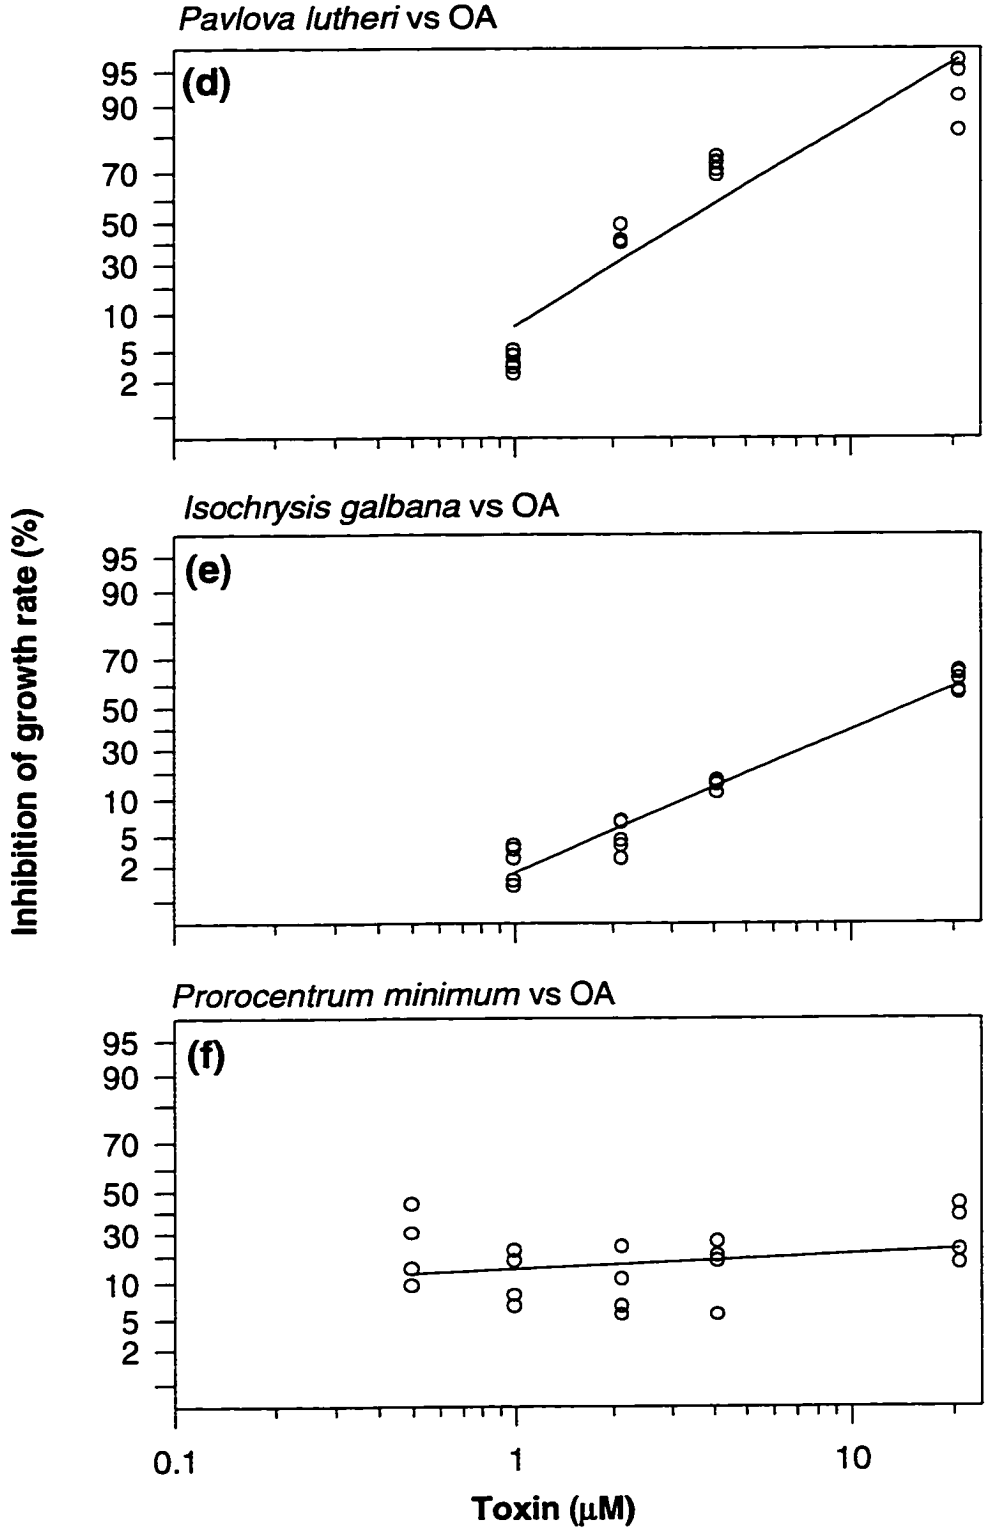 Pavlova lutheri vs OA
(d)
95
90
70
50
30
10
5
2
Isochrysis galbana vs OA
(e)
95
90
70
50
30
10
5
2
Inhibition of growth rate (%)
Prorocentrum minimum vs OA
(f)
95
90
70
50
30
10
5
2
0.1 1 10
Toxin (µM)